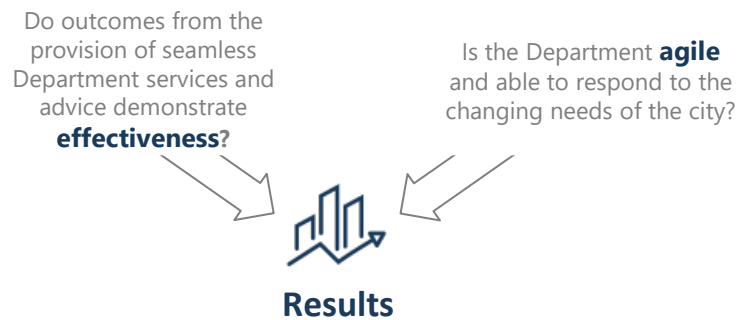 Do outcomes from the
provision of seamless
Department services and
advice demonstrate
effectiveness?
Is the Department agile
and able to respond to the
changing needs of the city?
Results